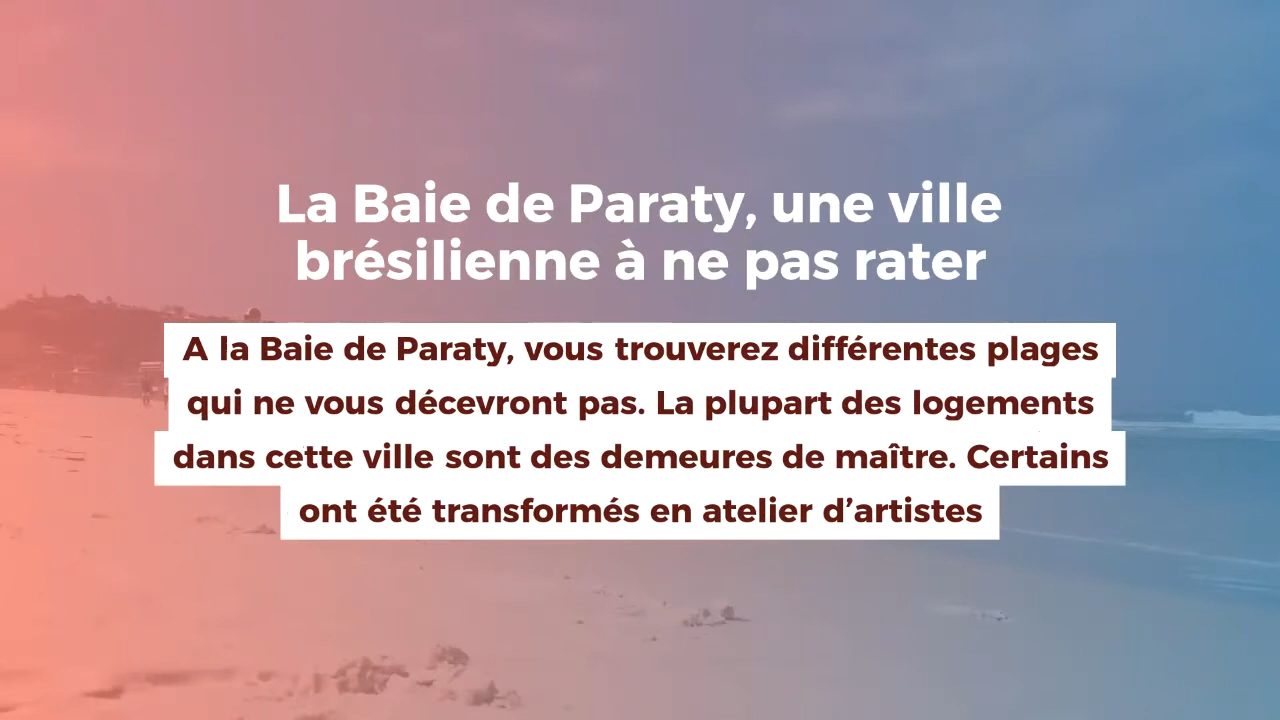 La Baie de Paraty, une ville
brésilienne à ne pas rater
A la Baie de Paraty, vous trouverez différentes plages
qui ne vous décevront pas. La plupart des logements
dans cette ville sont des demeures de maître. Certains
ont été transformés en atelier d’artistes